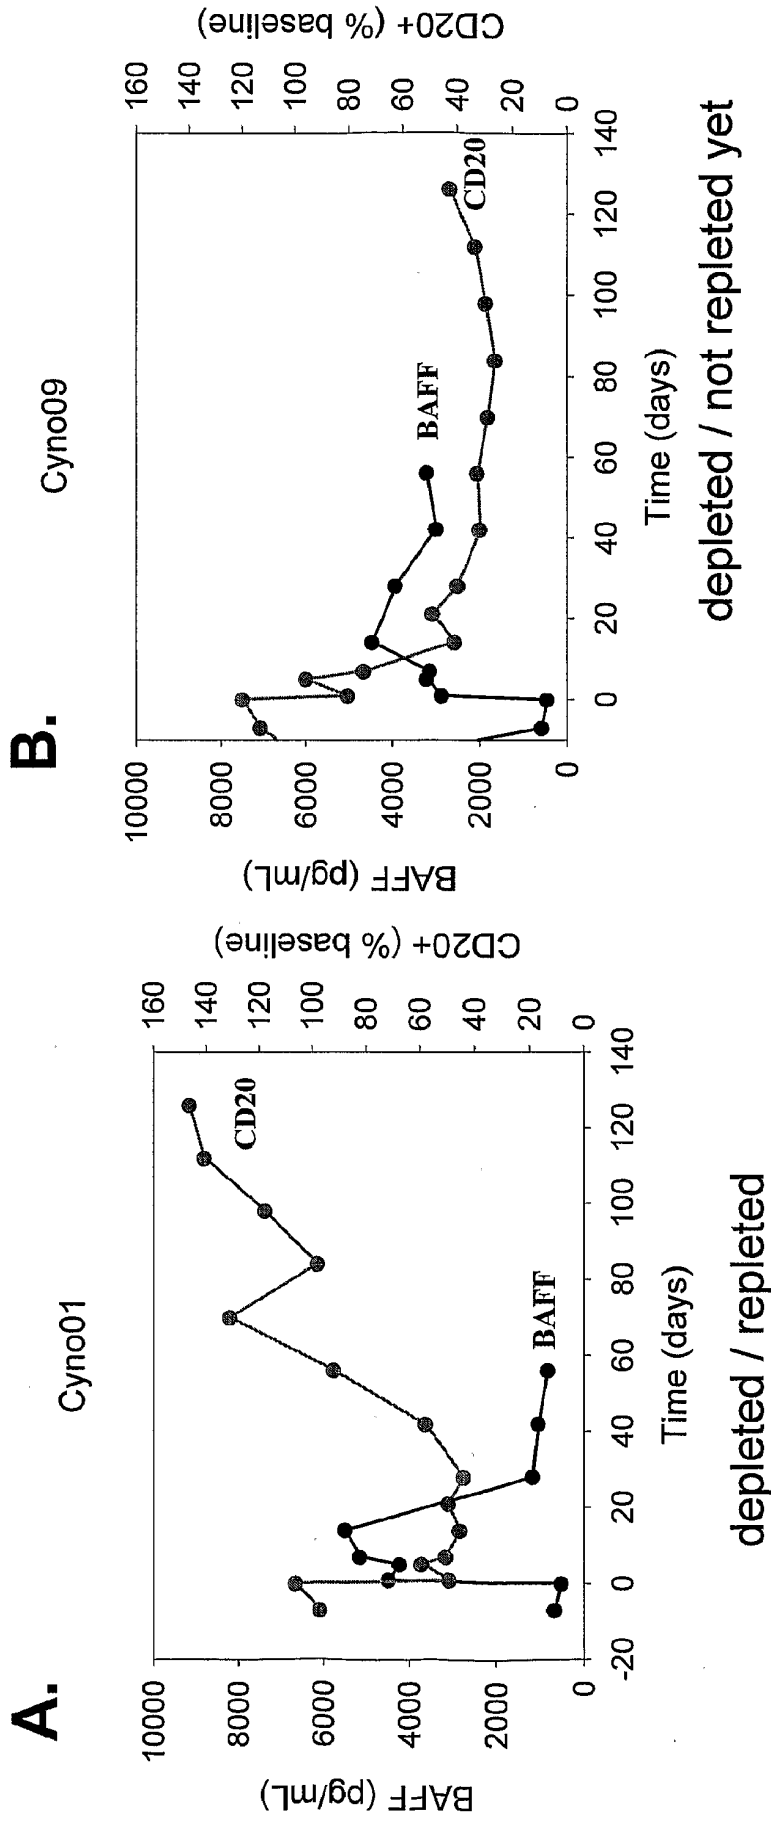 A.
Cyno01
BAFF (pg/mL)
10000
8000
6000
4000
2000
0
CD20+ (% baseline)
160
140
120
100
80
60
40
20
0
CD20
BAFF
-20 0 20 40 60 80 100 120 140
Time (days)
depleted / repleted
B.
Cyno09
BAFF (pg/mL)
10000
8000
6000
4000
2000
0
CD20+ (% baseline)
160
140
120
100
80
60
40
20
0
BAFF
CD20
0 20 40 60 80 100 120 140
Time (days)
depleted / not repleted yet